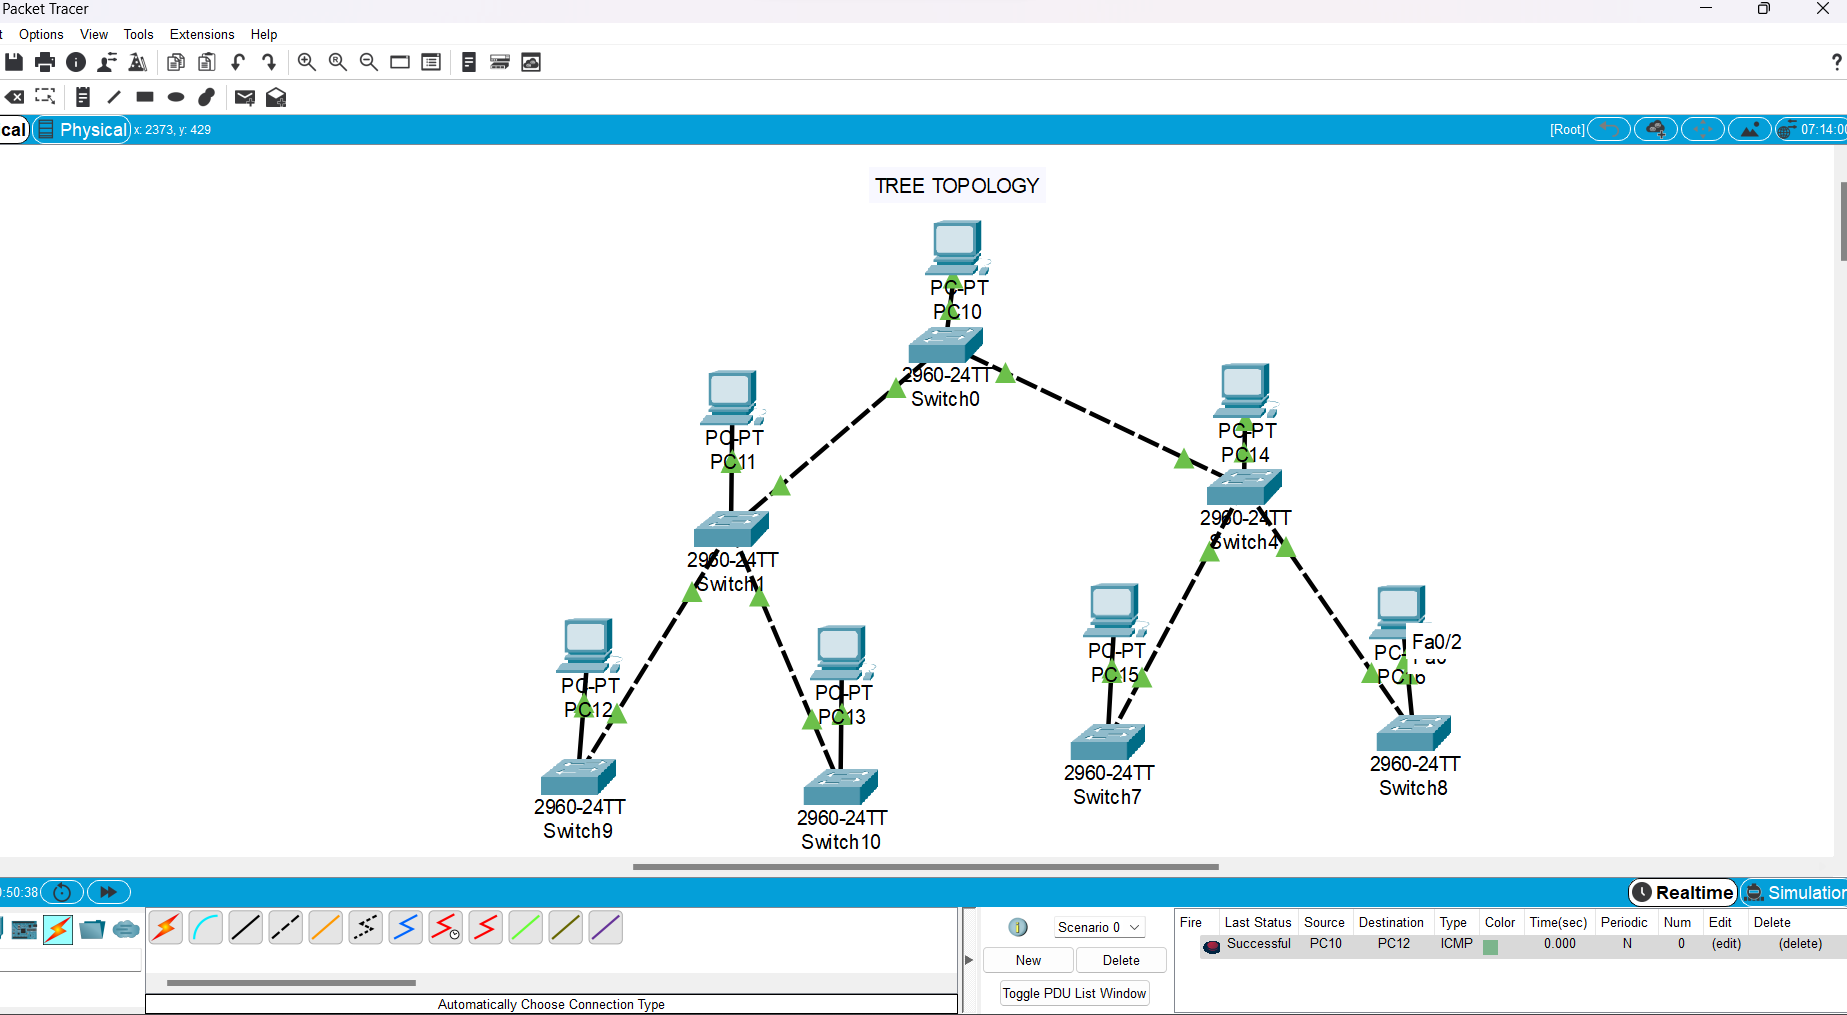 Packet Tracer
Options View Tools Extensions Help
?
cal Physical x: 2373, y: 429 [Root] 07:14:00
TREE TOPOLOGY
PC-PT
PC10
2960-24TT
Switch0
PC-PT
PC11
PC-PT
PC14
2960-24TT
Switch4
2960-24TT
Switch1
PC-PT
PC12
PC-PT
PC13
PC-PT
PC15
Fa0/2
PC-
Fa0
PC16
2960-24TT
Switch9
2960-24TT
Switch10
2960-24TT
Switch7
2960-24TT
Switch8
:50:38 Realtime Simulation
Scenario 0
New Delete
Toggle PDU List Window
Fire Last Status Source Destination Type Color Time(sec) Periodic Num Edit Delete
Successful PC10 PC12 ICMP 0.000 N 0 (edit) (delete)
Automatically Choose Connection Type